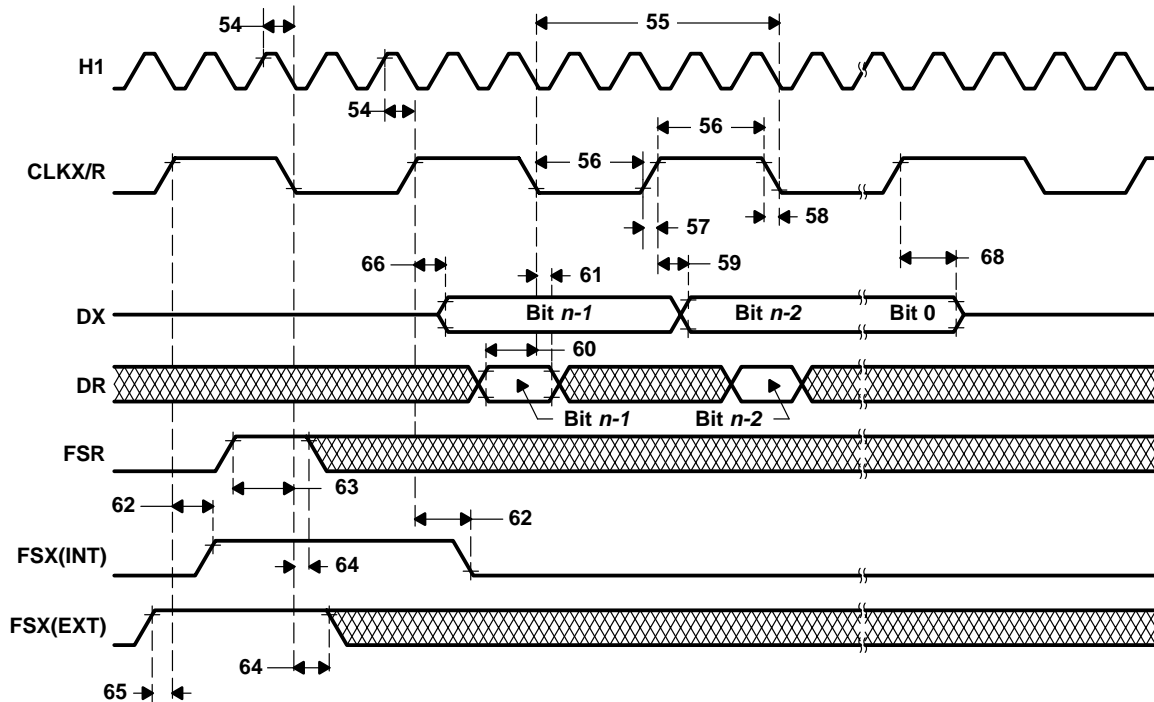 54
55
H1
54
56
CLKX/R
56
57
58
66
61
59
68
DX
Bit n-1
Bit n-2
Bit 0
60
DR
Bit n-1
Bit n-2
FSR
63
62
62
FSX(INT)
64
FSX(EXT)
64
65